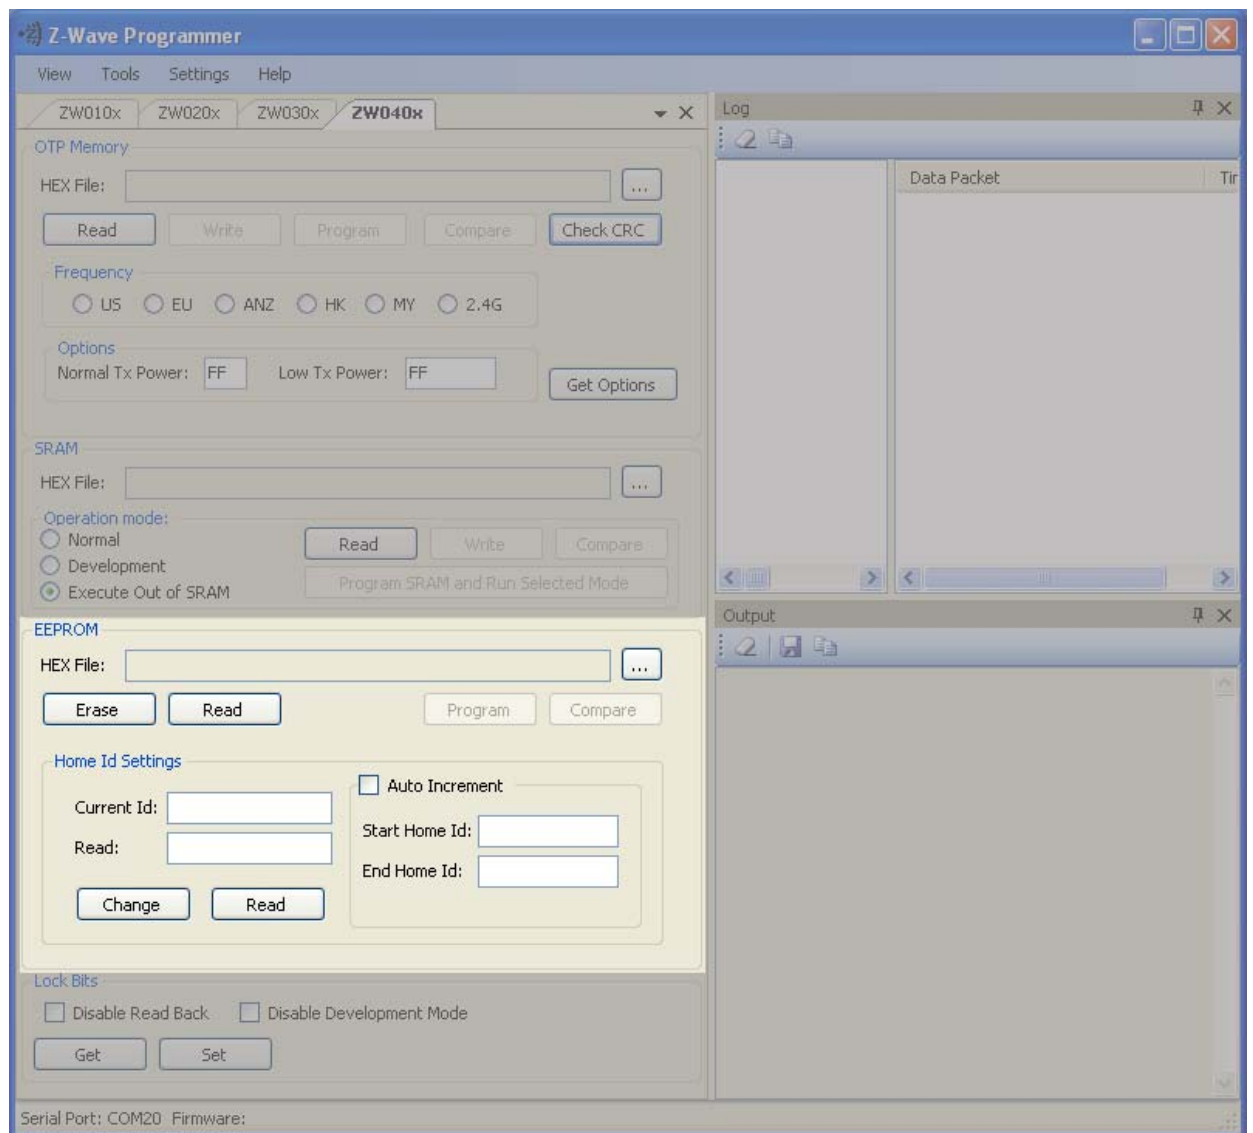 Z-Wave Programmer
View Tools Settings Help
ZW010x ZW020x ZW030x ZW040x
OTP Memory
HEX File: ...
Read Write Program Compare Check CRC
Frequency
US EU ANZ HK MY 2.4G
Options
Normal Tx Power: FF Low Tx Power: FF
Get Options
SRAM
HEX File: ...
Operation mode:
Normal
Development
Execute Out of SRAM
Read Write Compare
Program SRAM and Run Selected Mode
EEPROM
HEX File: ...
Erase Read Program Compare
Home Id Settings
Current Id:
Read:
Change Read
Auto Increment
Start Home Id:
End Home Id:
Lock Bits
Disable Read Back Disable Development Mode
Get Set
Log
Data Packet Tir
Output
Serial Port: COM20 Firmware: